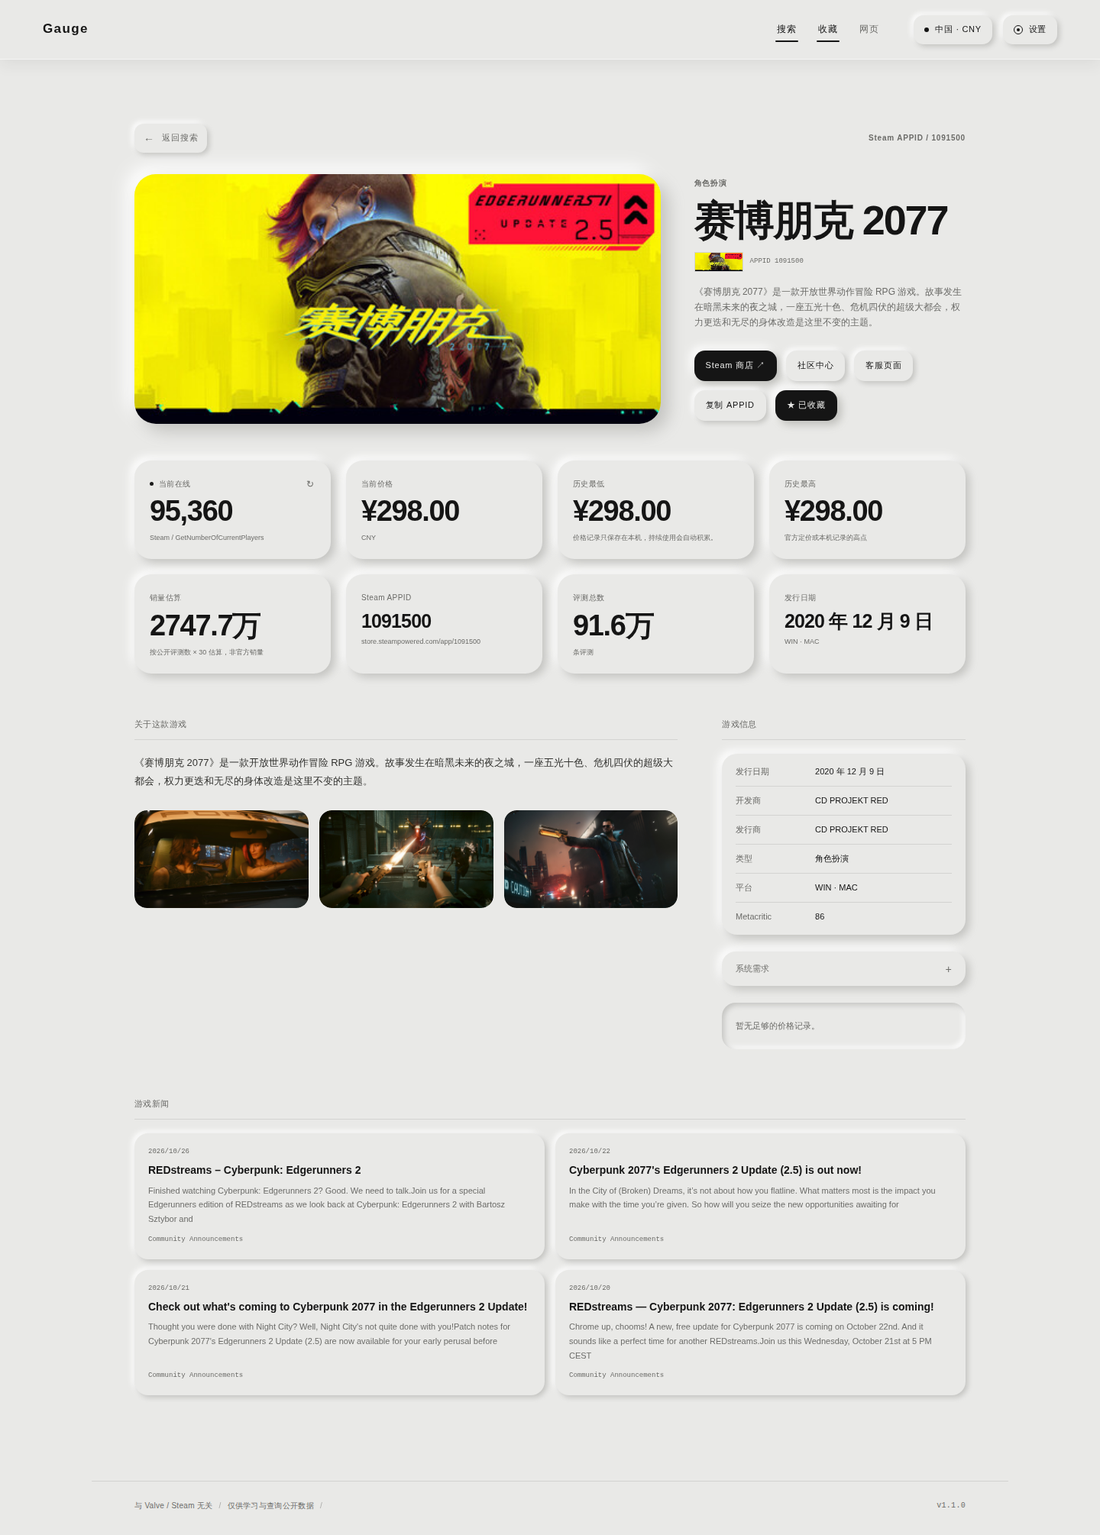 Gauge
搜索
收藏
网页
中国 · CNY
设置
← 返回搜索
Steam APPID / 1091500
EDGERUNNERS II
UPDATE 2.5
赛博朋克
2077
角色扮演
赛博朋克 2077
APPID 1091500
《赛博朋克 2077》是一款开放世界动作冒险 RPG 游戏。故事发生
在暗黑未来的夜之城，一座五光十色、危机四伏的超级大都会，权
力更迭和无尽的身体改造是这里不变的主题。
Steam 商店 ↗
社区中心
客服页面
复制 APPID
★ 已收藏
当前在线
↻
95,360
Steam / GetNumberOfCurrentPlayers
当前价格
¥298.00
CNY
历史最低
¥298.00
价格记录只保存在本机，持续使用会自动积累。
历史最高
¥298.00
官方定价或本机记录的高点
销量估算
2747.7万
按公开评测数 × 30 估算，非官方销量
Steam APPID
1091500
store.steampowered.com/app/1091500
评测总数
91.6万
条评测
发行日期
2020 年 12 月 9 日
WIN · MAC
关于这款游戏
《赛博朋克 2077》是一款开放世界动作冒险 RPG 游戏。故事发生在暗黑未来的夜之城，一座五光十色、危机四伏的超级大
都会，权力更迭和无尽的身体改造是这里不变的主题。
CAUTION
游戏信息
发行日期 2020 年 12 月 9 日
开发商 CD PROJEKT RED
发行商 CD PROJEKT RED
类型 角色扮演
平台 WIN · MAC
Metacritic 86
系统需求 +
暂无足够的价格记录。
游戏新闻
2026/10/26
REDstreams – Cyberpunk: Edgerunners 2
Finished watching Cyberpunk: Edgerunners 2? Good. We need to talk.Join us for a special
Edgerunners edition of REDstreams as we look back at Cyberpunk: Edgerunners 2 with Bartosz
Sztybor and
Community Announcements
2026/10/22
Cyberpunk 2077's Edgerunners 2 Update (2.5) is out now!
In the City of (Broken) Dreams, it's not about how you flatline. What matters most is the impact you
make with the time you're given. So how will you seize the new opportunities awaiting for
Community Announcements
2026/10/21
Check out what's coming to Cyberpunk 2077 in the Edgerunners 2 Update!
Thought you were done with Night City? Well, Night City's not quite done with you!Patch notes for
Cyberpunk 2077's Edgerunners 2 Update (2.5) are now available for your early perusal before
Community Announcements
2026/10/20
REDstreams — Cyberpunk 2077: Edgerunners 2 Update (2.5) is coming!
Chrome up, chooms! A new, free update for Cyberpunk 2077 is coming on October 22nd. And it
sounds like a perfect time for another REDstreams.Join us this Wednesday, October 21st at 5 PM
CEST
Community Announcements
与 Valve / Steam 无关 / 仅供学习与查询公开数据 /
v1.1.0